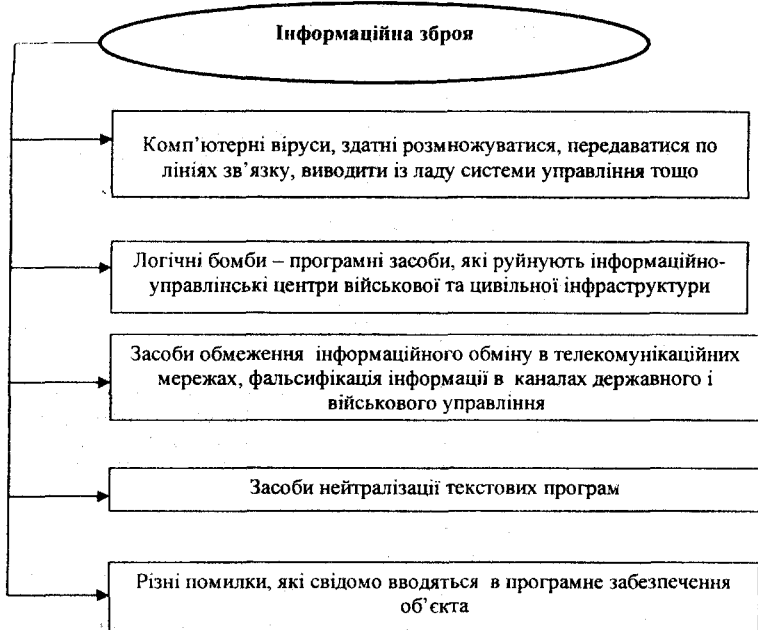 Інформаційна зброя
Комп’ютерні віруси, здатні розмножуватися, передаватися по
лініях зв’язку, виводити із ладу системи управління тощо
Логічні бомби – програмні засоби, які руйнують інформаційно-
управлінські центри військової та цивільної інфраструктури
Засоби обмеження інформаційного обміну в телекомунікаційних
мережах, фальсифікація інформації в каналах державного і
військового управління
Засоби нейтралізації текстових програм
Різні помилки, які свідомо вводяться в програмне забезпечення
об’єкта